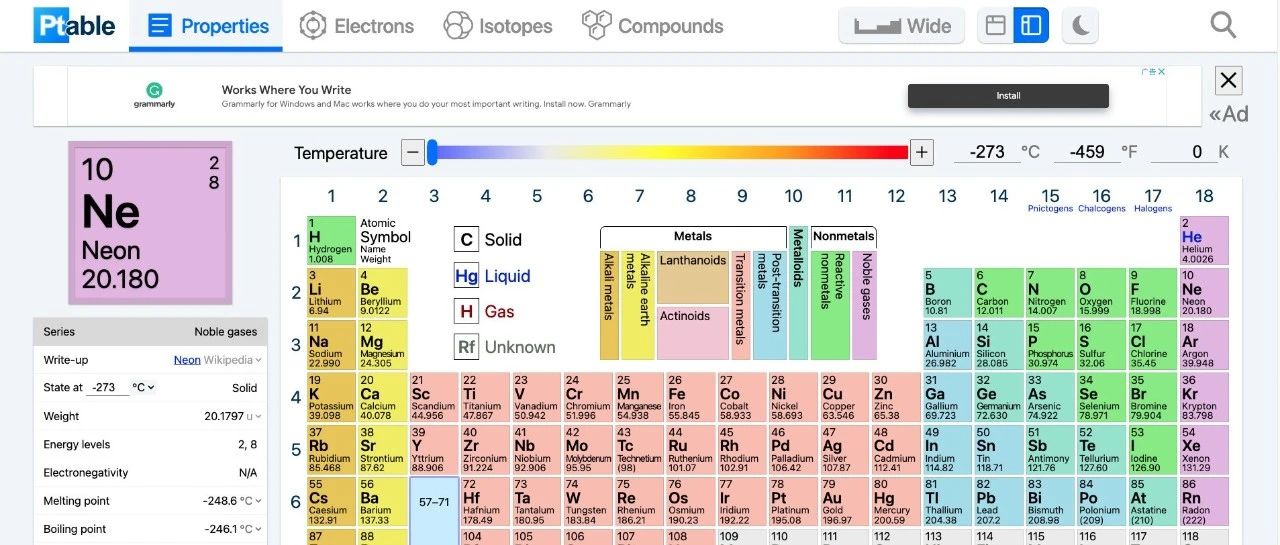 Ptable Properties Electrons Isotopes Compounds Wide
广告
Works Where You Write
grammarly
Grammarly for Windows and Mac works where you do your most important writing. Install now. Grammarly
Install
«Ad
10 2
8
Ne
Neon
20.180
Temperature − + -273 °C -459 °F 0 K
1 2 3 4 5 6 7 8 9 10 11 12 13 14 15 16 17 18
Pnictogens Chalcogens Halogens
Atomic
Symbol
Name
Weight
C Solid
Hg Liquid
H Gas
Rf Unknown
Metals
Metalloids
Nonmetals
Alkali metals
Alkaline earth metals
Lanthanoids
Actinoids
Transition metals
Post-transition metals
Reactive nonmetals
Noble gases
Series Noble gases
Write-up Neon Wikipedia
State at -273 °C Solid
Weight 20.1797 u
Energy levels 2, 8
Electronegativity N/A
Melting point -248.6 °C
Boiling point -246.1 °C
1
1 H Hydrogen 1.008
2 He Helium 4.0026
2
3 Li Lithium 6.94
4 Be Beryllium 9.0122
5 B Boron 10.81
6 C Carbon 12.011
7 N Nitrogen 14.007
8 O Oxygen 15.999
9 F Fluorine 18.998
10 Ne Neon 20.180
3
11 Na Sodium 22.990
12 Mg Magnesium 24.305
13 Al Aluminium 26.982
14 Si Silicon 28.085
15 P Phosphorus 30.974
16 S Sulfur 32.06
17 Cl Chlorine 35.45
18 Ar Argon 39.948
4
19 K Potassium 39.098
20 Ca Calcium 40.078
21 Sc Scandium 44.956
22 Ti Titanium 47.867
23 V Vanadium 50.942
24 Cr Chromium 51.996
25 Mn Manganese 54.938
26 Fe Iron 55.845
27 Co Cobalt 58.933
28 Ni Nickel 58.693
29 Cu Copper 63.546
30 Zn Zinc 65.38
31 Ga Gallium 69.723
32 Ge Germanium 72.630
33 As Arsenic 74.922
34 Se Selenium 78.971
35 Br Bromine 79.904
36 Kr Krypton 83.798
5
37 Rb Rubidium 85.468
38 Sr Strontium 87.62
39 Y Yttrium 88.906
40 Zr Zirconium 91.224
41 Nb Niobium 92.906
42 Mo Molybdenum 95.95
43 Tc Technetium (98)
44 Ru Ruthenium 101.07
45 Rh Rhodium 102.91
46 Pd Palladium 106.42
47 Ag Silver 107.87
48 Cd Cadmium 112.41
49 In Indium 114.82
50 Sn Tin 118.71
51 Sb Antimony 121.76
52 Te Tellurium 127.60
53 I Iodine 126.90
54 Xe Xenon 131.29
6
55 Cs Caesium 132.91
56 Ba Barium 137.33
57–71
72 Hf Hafnium 178.49
73 Ta Tantalum 180.95
74 W Tungsten 183.84
75 Re Rhenium 186.21
76 Os Osmium 190.23
77 Ir Iridium 192.22
78 Pt Platinum 195.08
79 Au Gold 196.97
80 Hg Mercury 200.59
81 Tl Thallium 204.38
82 Pb Lead 207.2
83 Bi Bismuth 208.98
84 Po Polonium (209)
85 At Astatine (210)
86 Rn Radon (222)
87 88 104 105 106 107 108 109 110 111 112 113 114 115 116 117 118